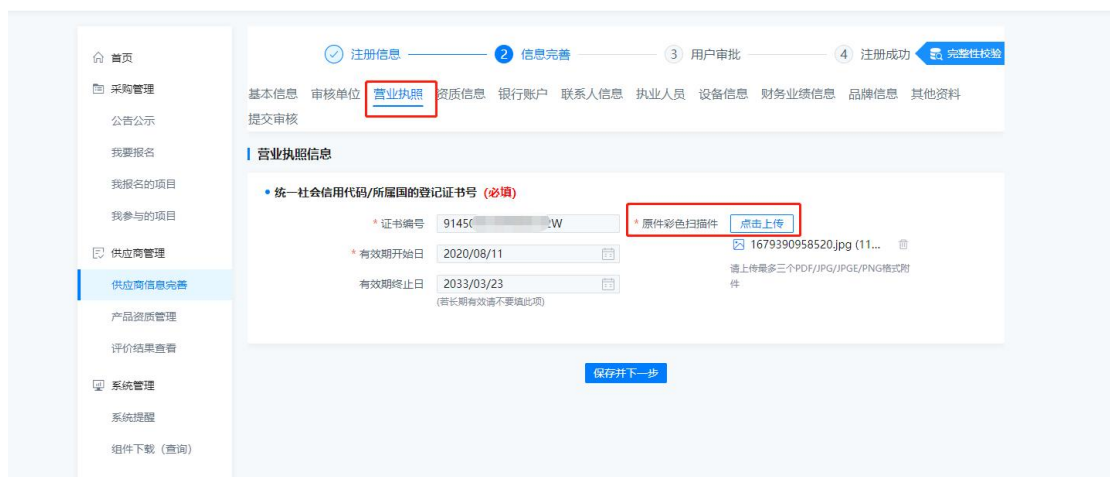 首页
采购管理
公告公示
我要报名
我报名的项目
我参与的项目
供应商管理
供应商信息完善
产品资质管理
评价结果查看
系统管理
系统提醒
组件下载（查询）
注册信息
2 信息完善
3 用户审批
4 注册成功
完整性校验
基本信息 审核单位 营业执照 资质信息 银行账户 联系人信息 执业人员 设备信息 财务业绩信息 品牌信息 其他资料
提交审核
营业执照信息
• 统一社会信用代码/所属国的登记证书号 (必填)
* 证书编号 9145 W
* 原件彩色扫描件 点击上传
1679390958520.jpg (11...
请上传最多三个PDF/JPG/JPGE/PNG格式附
件
* 有效期开始日 2020/08/11
有效期终止日 2033/03/23
(若长期有效请不要填此项)
保存并下一步